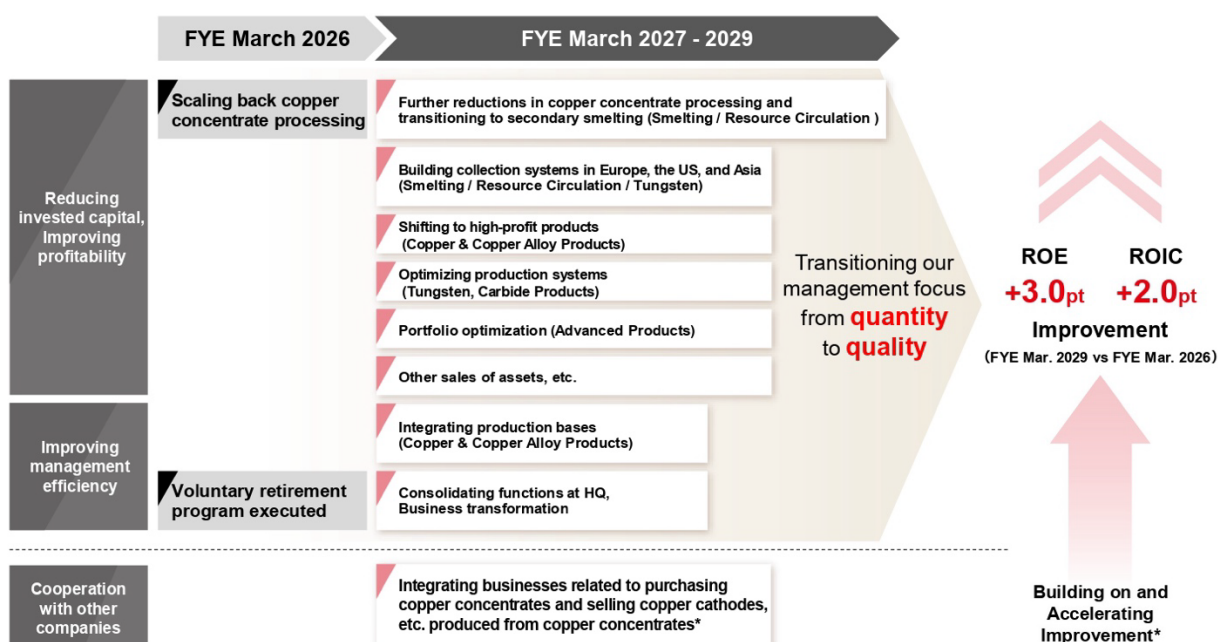 FYE March 2026
FYE March 2027 - 2029
Reducing
invested capital,
Improving
profitability
Scaling back copper
concentrate processing
Further reductions in copper concentrate processing and
transitioning to secondary smelting (Smelting / Resource Circulation )
Building collection systems in Europe, the US, and Asia
(Smelting / Resource Circulation / Tungsten)
Shifting to high-profit products
(Copper & Copper Alloy Products)
Optimizing production systems
(Tungsten, Carbide Products)
Portfolio optimization (Advanced Products)
Other sales of assets, etc.
Improving
management
efficiency
Integrating production bases
(Copper & Copper Alloy Products)
Voluntary retirement
program executed
Consolidating functions at HQ,
Business transformation
Transitioning our
management focus
from quantity
to quality
ROE
+3.0pt
ROIC
+2.0pt
Improvement
(FYE Mar. 2029 vs FYE Mar. 2026)
Cooperation
with other
companies
Integrating businesses related to purchasing
copper concentrates and selling copper cathodes,
etc. produced from copper concentrates*
Building on and
Accelerating
Improvement*